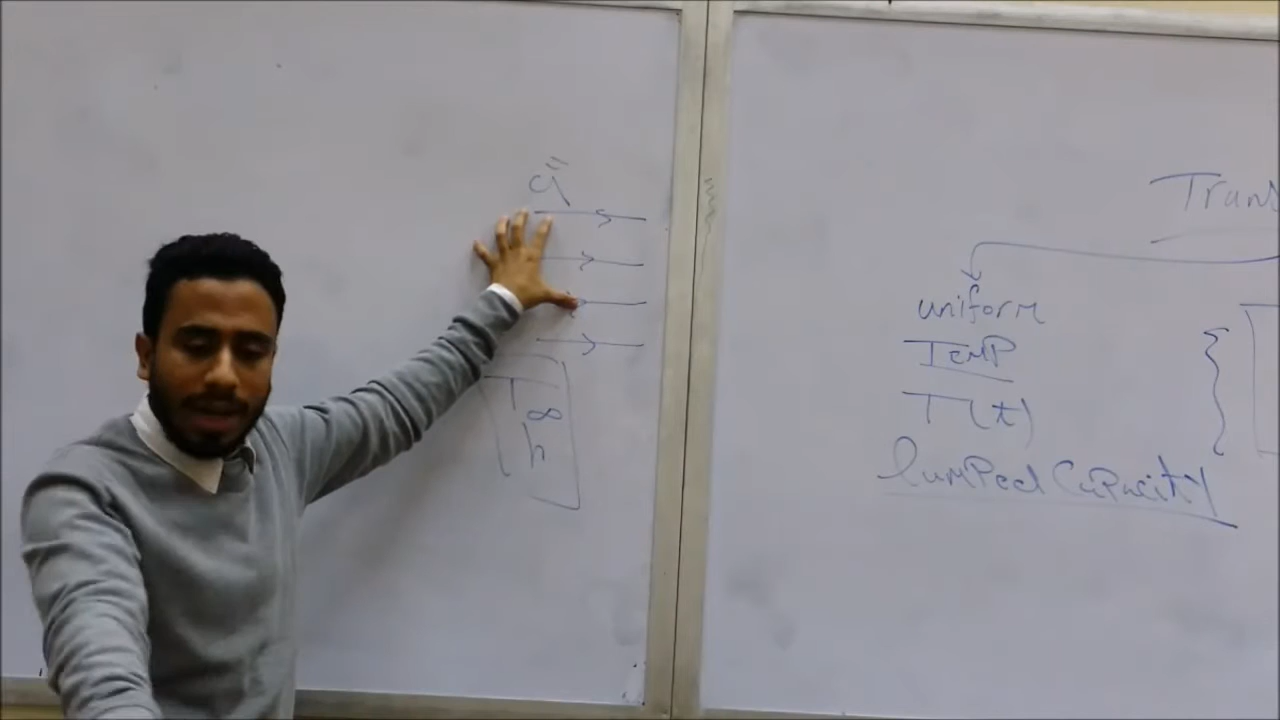 q"
T∞
h
Trans
uniform
Temp
T(t)
lumped Capacity